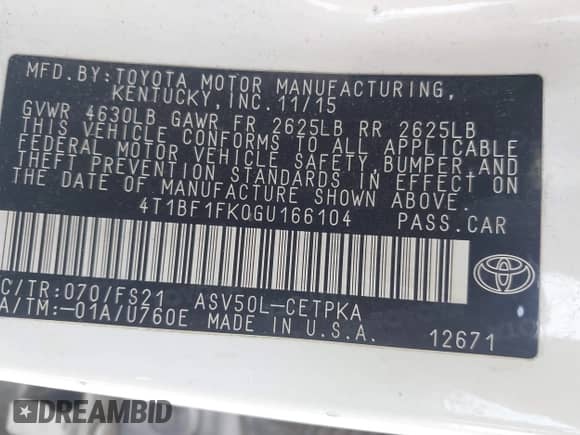 MFD.BY:TOYOTA MOTOR MANUFACTURING,
KENTUCKY,INC.11/15
GVWR 4630LB GAWR FR 2625LB RR 2625LB
THIS VEHICLE CONFORMS TO ALL APPLICABLE
FEDERAL MOTOR VEHICLE SAFETY,BUMPER,AND
THEFT PREVENTION STANDARDS IN EFFECT ON
THE DATE OF MANUFACTURE SHOWN ABOVE.
4T1BF1FK0GU166104 PASS.CAR
C/TR:070/FS21 ASV50L-CETPKA
A/TM:-01A/U760E MADE IN U.S.A. 12671
DREAMBID